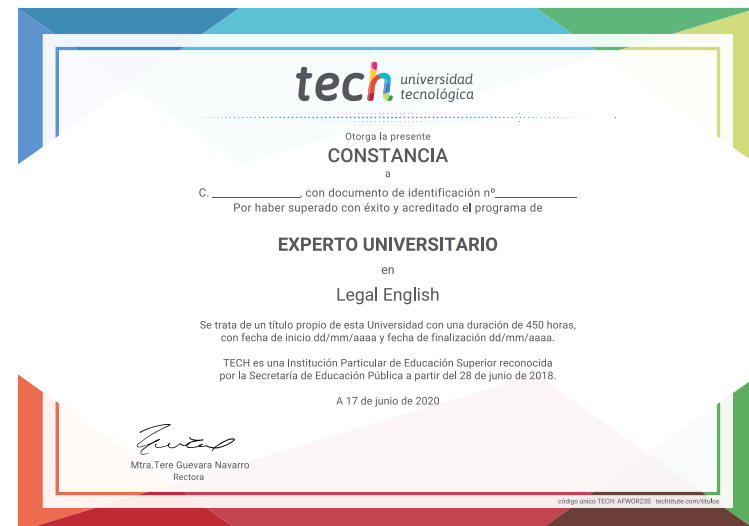 tech universidad
tecnológica
Otorga la presente
CONSTANCIA
a
C. ______________, con documento de identificación nº_____________
Por haber superado con éxito y acreditado el programa de
EXPERTO UNIVERSITARIO
en
Legal English
Se trata de un título propio de esta Universidad con una duración de 450 horas,
con fecha de inicio dd/mm/aaaa y fecha de finalización dd/mm/aaaa.
TECH es una Institución Particular de Educación Superior reconocida
por la Secretaría de Educación Pública a partir del 28 de junio de 2018.
A 17 de junio de 2020
Mtra.Tere Guevara Navarro
Rectora
código único TECH: AFWOR23S techtitute.com/titulos